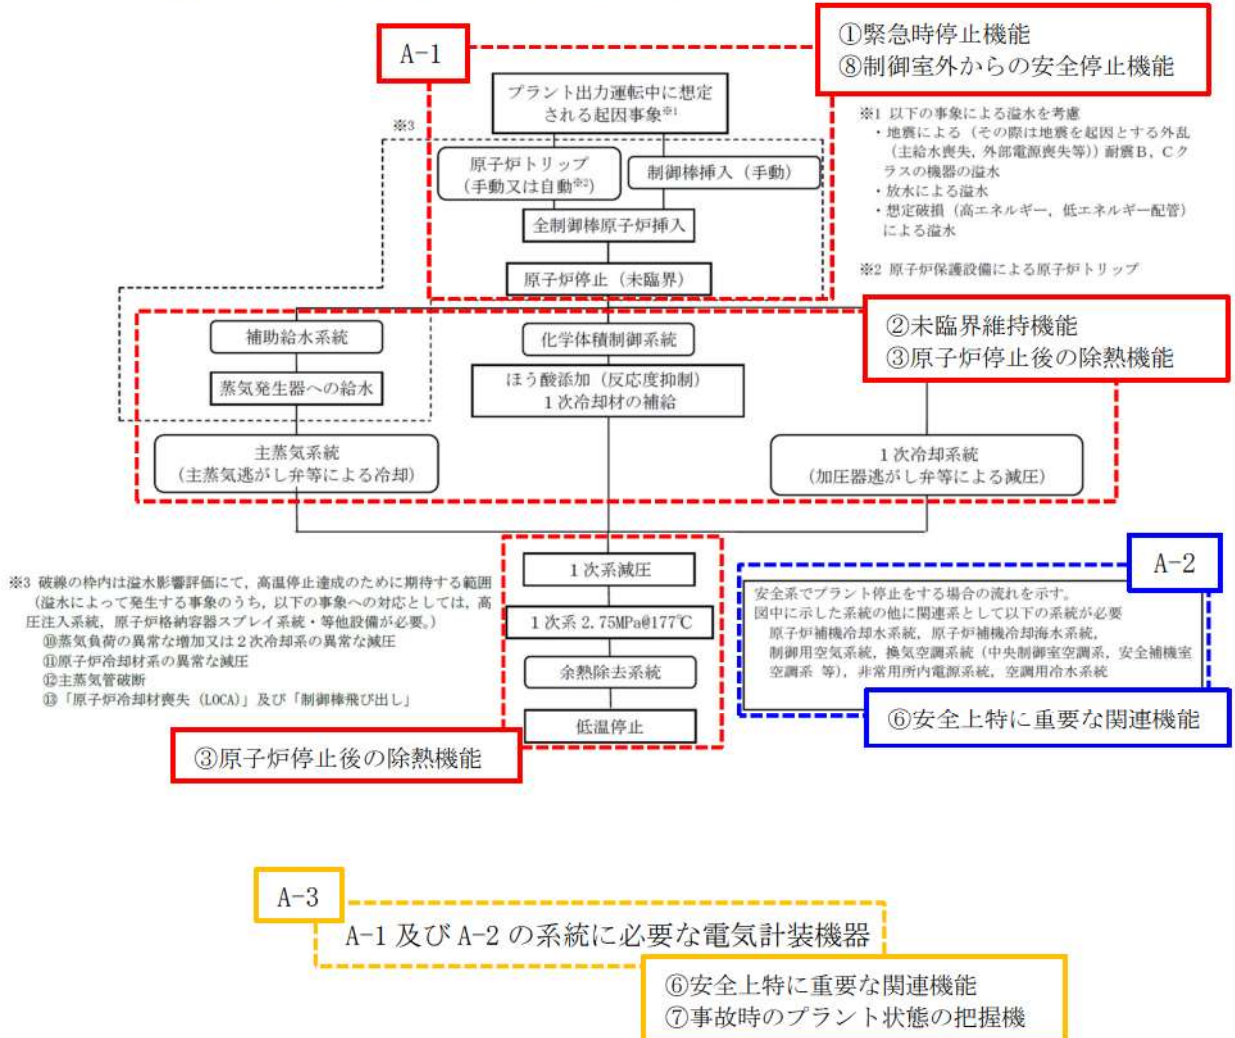 A-1
①緊急時停止機能
⑧制御室外からの安全停止機能
プラント出力運転中に想定
される起因事象※1
※3
原子炉トリップ
(手動又は自動※2)
制御棒挿入（手動）
全制御棒原子炉挿入
原子炉停止（未臨界）
※1 以下の事象による溢水を考慮
・地震による（その際は地震を起因とする外乱
（主給水喪失，外部電源喪失等））耐震Ｂ，Ｃク
ラスの機器の溢水
・放水による溢水
・想定破損（高エネルギー，低エネルギー配管）
による溢水
※2 原子炉保護設備による原子炉トリップ
②未臨界維持機能
③原子炉停止後の除熱機能
補助給水系統
蒸気発生器への給水
主蒸気系統
(主蒸気逃がし弁等による冷却)
化学体積制御系統
ほう酸添加（反応度抑制）
１次冷却材の補給
１次冷却系統
(加圧器逃がし弁等による減圧)
１次系減圧
１次系 2.75MPa@177℃
余熱除去系統
低温停止
③原子炉停止後の除熱機能
※3 破線の枠内は溢水影響評価にて，高温停止達成のために期待する範囲
（溢水によって発生する事象のうち，以下の事象への対応としては，高
圧注入系統，原子炉格納容器スプレイ系統・等他設備が必要。）
⑩蒸気負荷の異常な増加又は２次冷却系の異常な減圧
⑪原子炉冷却材系の異常な減圧
⑫主蒸気管破断
⑬「原子炉冷却材喪失（LOCA）」及び「制御棒飛び出し」
A-2
安全系でプラント停止をする場合の流れを示す。
図中に示した系統の他に関連系として以下の系統が必要
原子炉補機冷却水系統，原子炉補機冷却海水系統，
制御用空気系統，換気空調系統（中央制御室空調系，安全補機室
空調系 等），非常用所内電源系統，空調用冷水系統
⑥安全上特に重要な関連機能
A-3
A-1 及び A-2 の系統に必要な電気計装機器
⑥安全上特に重要な関連機能
⑦事故時のプラント状態の把握機